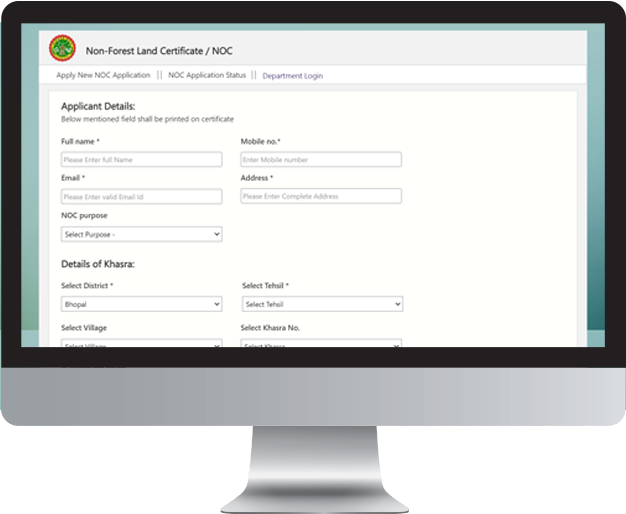 Non-Forest Land Certificate / NOC
Apply New NOC Application || NOC Application Status || Department Login
Applicant Details:
Below mentioned field shall be printed on certificate
Full name * Mobile no.*
Please Enter full Name Enter Mobile number
Email * Address *
Please Enter valid Email Id Please Enter Complete Address
NOC purpose
Select Purpose -
Details of Khasra:
Select District * Select Tehsil *
Bhopal Select Tehsil
Select Village Select Khasra No.
Select Village Select Khasra